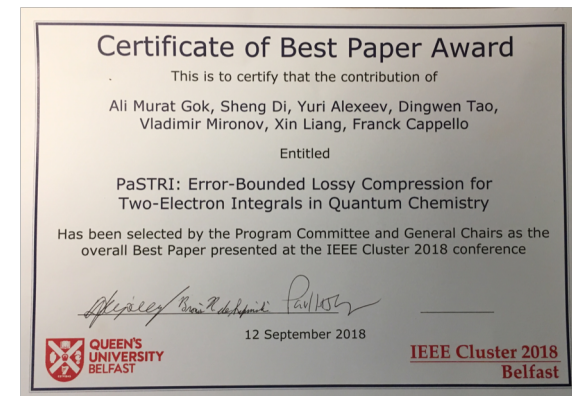 Certificate of Best Paper Award
This is to certify that the contribution of
Ali Murat Gok, Sheng Di, Yuri Alexeev, Dingwen Tao,
Vladimir Mironov, Xin Liang, Franck Cappello
Entitled
PaSTRI: Error-Bounded Lossy Compression for
Two-Electron Integrals in Quantum Chemistry
Has been selected by the Program Committee and General Chairs as the
overall Best Paper presented at the IEEE Cluster 2018 conference
12 September 2018
QUEEN'S
UNIVERSITY
BELFAST
IEEE Cluster 2018
Belfast